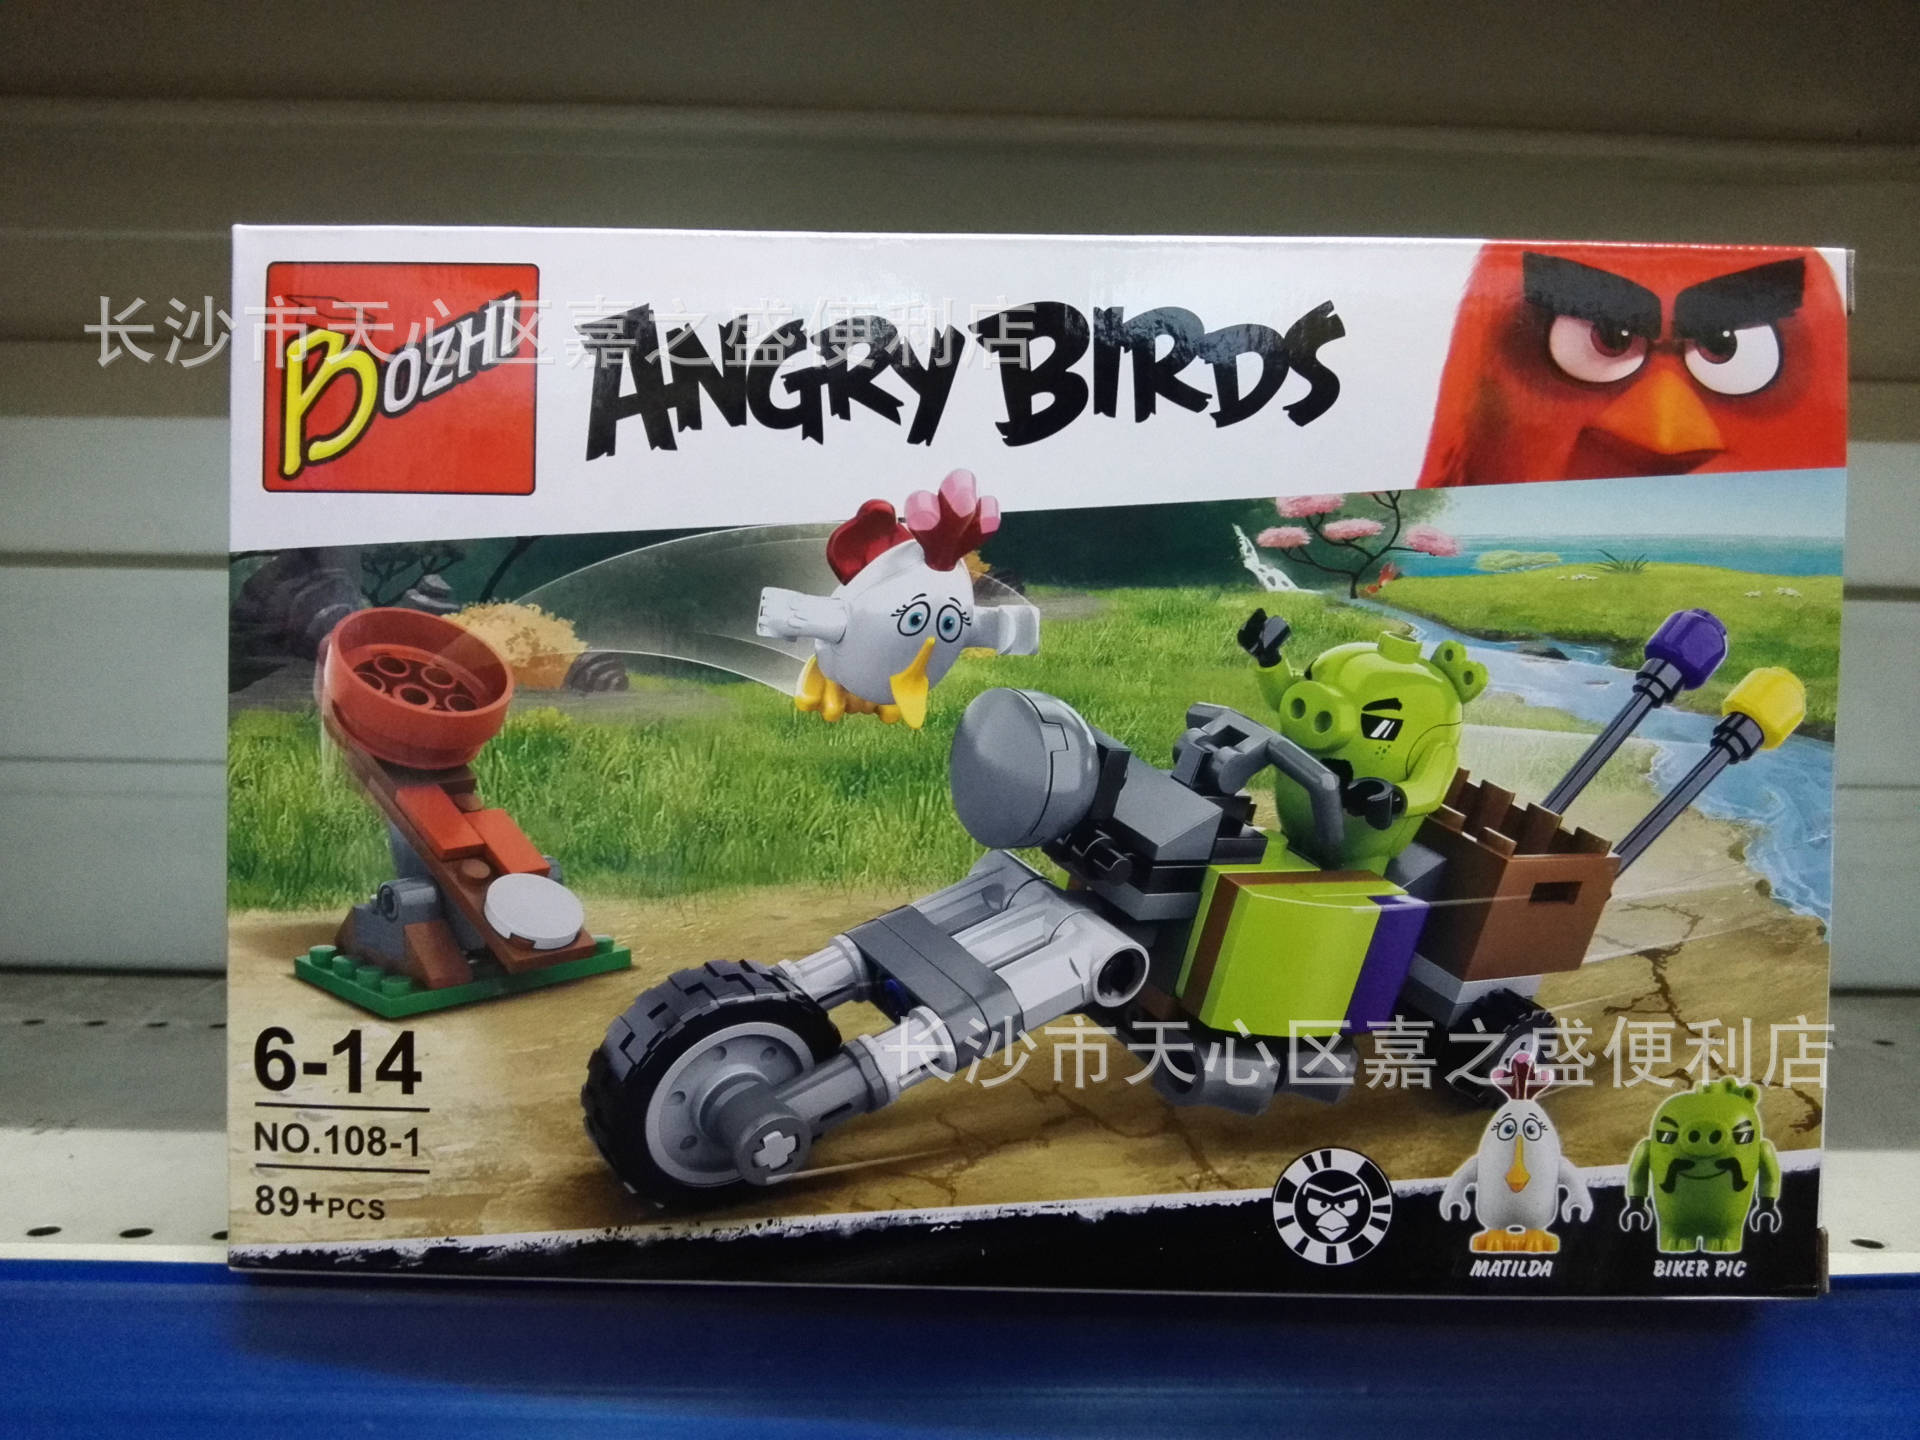 长沙市天心区嘉之盛便利店
BOZHI
ANGRY BIRDS
6-14
NO.108-1
89+PCS
长沙市天心区嘉之盛便利店
MATILDA
BIKER PIC